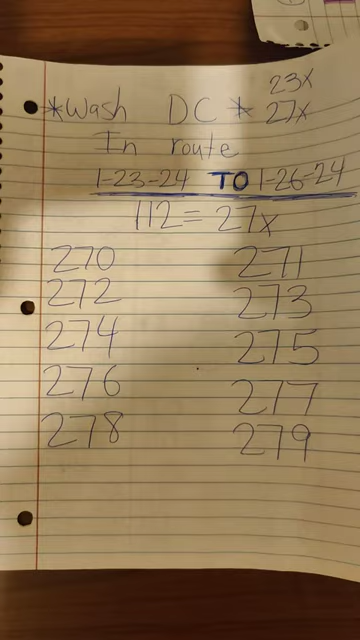 23x
*Wash DC * 27x
In route
1-23-24 TO 1-26-24
112 = 27x
270 271
272 273
274 275
276 277
278 279